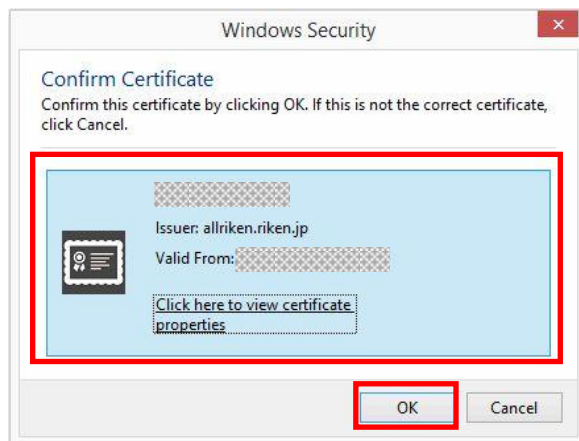 Windows Security
Confirm Certificate
Confirm this certificate by clicking OK. If this is not the correct certificate,
click Cancel.
Issuer: allriken.riken.jp
Valid From:
Click here to view certificate
properties
OK
Cancel